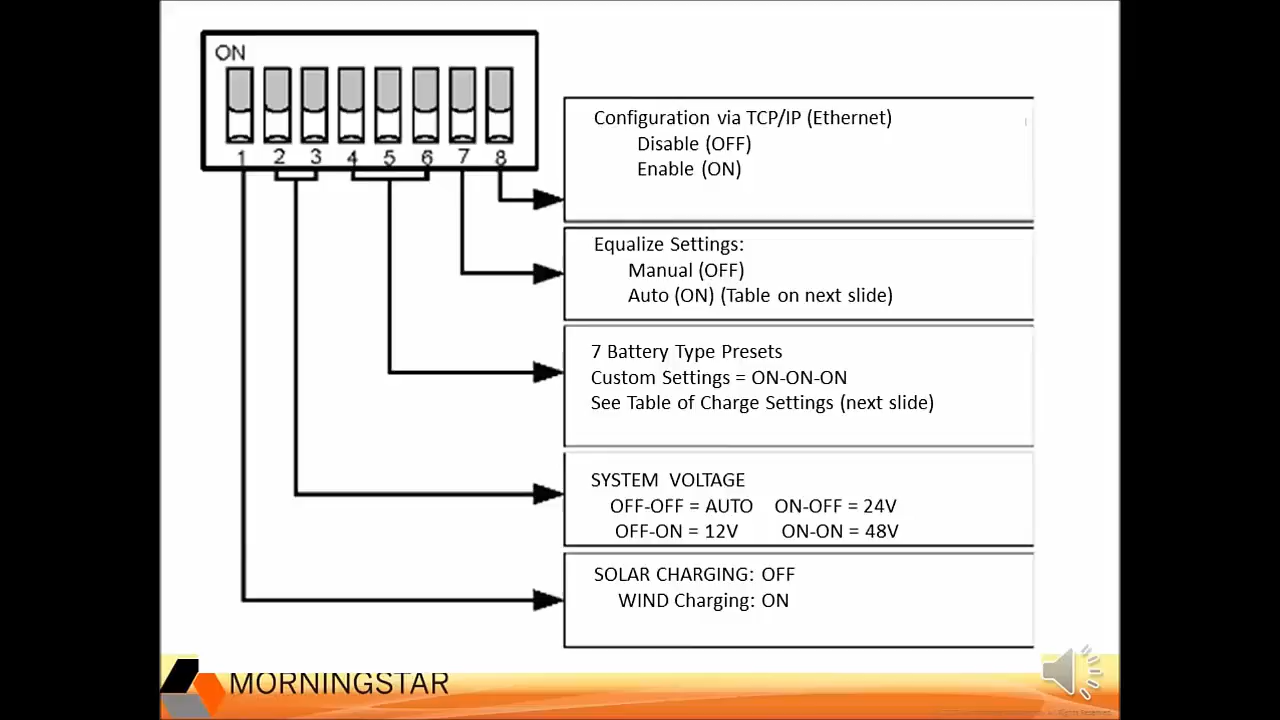 ON
1 2 3 4 5 6 7 8
Configuration via TCP/IP (Ethernet)
Disable (OFF)
Enable (ON)
Equalize Settings:
Manual (OFF)
Auto (ON) (Table on next slide)
7 Battery Type Presets
Custom Settings = ON-ON-ON
See Table of Charge Settings (next slide)
SYSTEM VOLTAGE
OFF-OFF = AUTO ON-OFF = 24V
OFF-ON = 12V ON-ON = 48V
SOLAR CHARGING: OFF
WIND Charging: ON
MORNINGSTAR